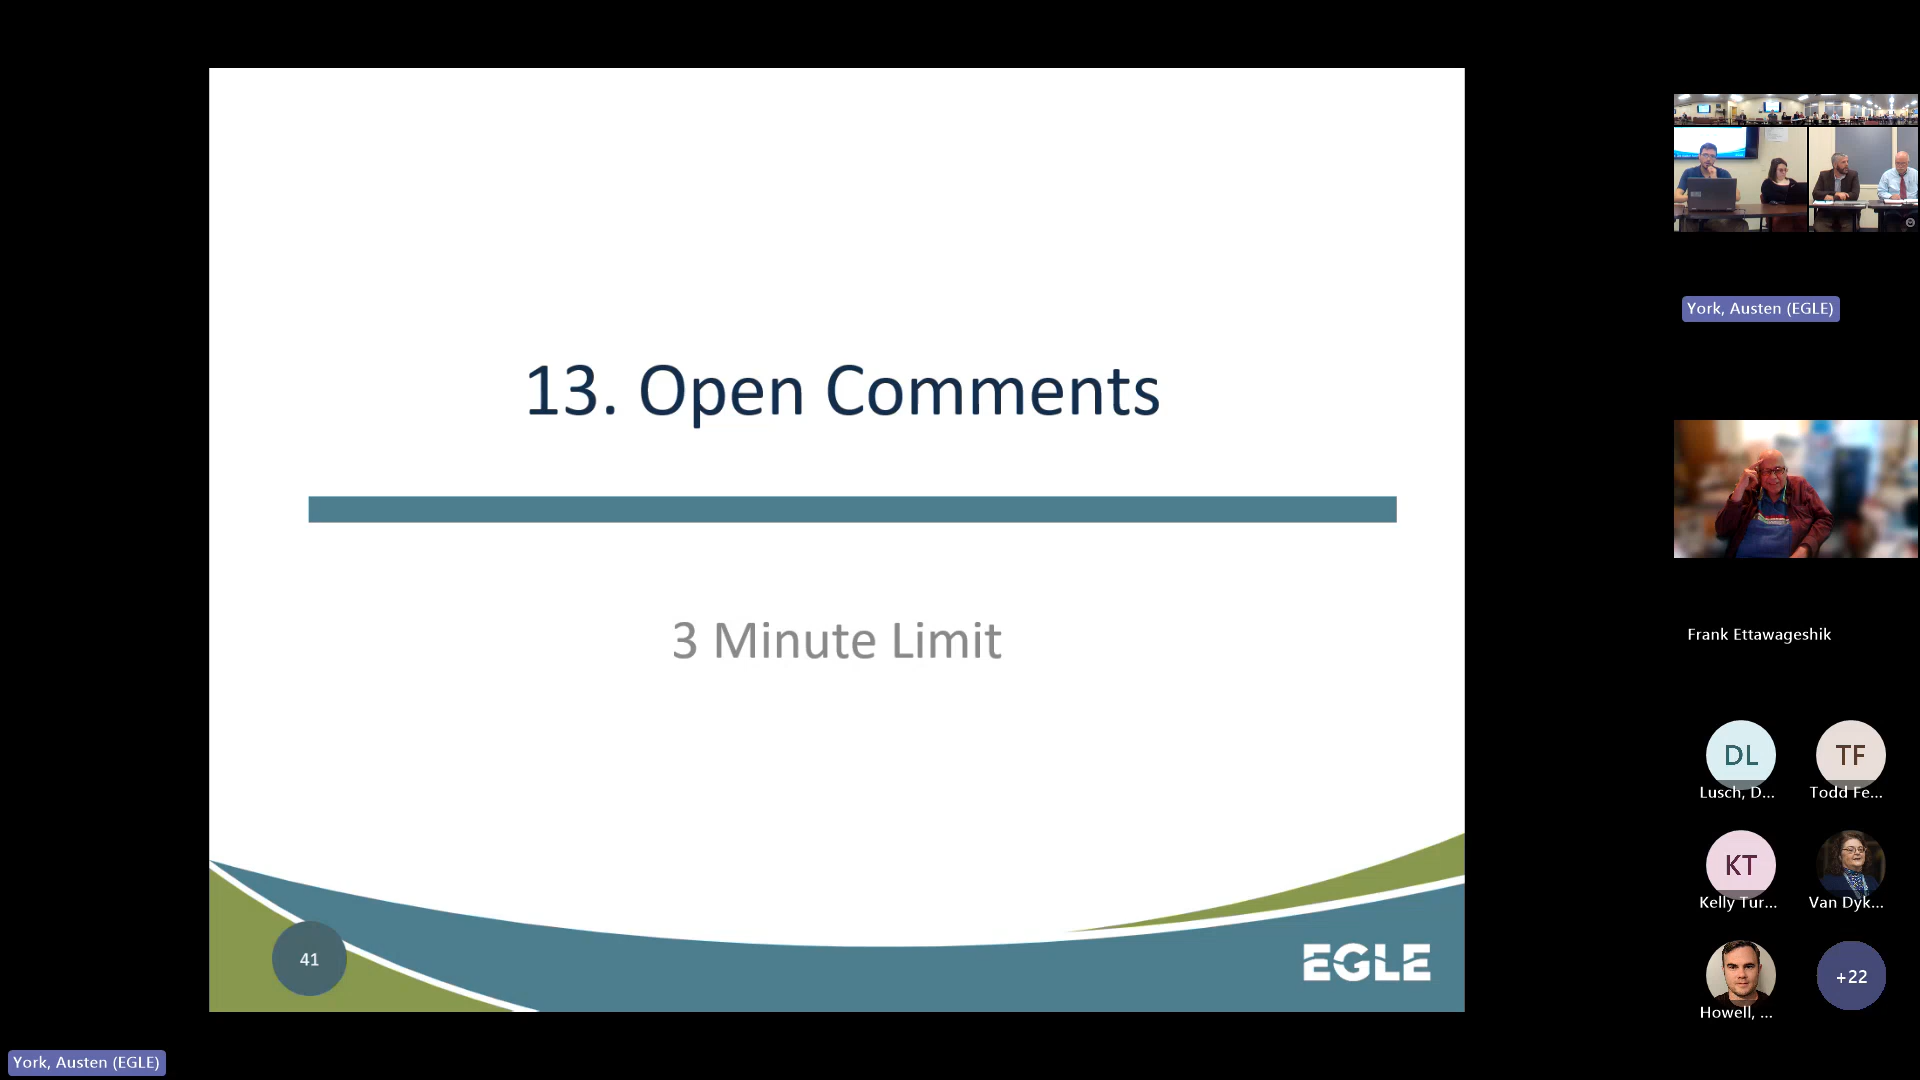 13. Open Comments
3 Minute Limit
41
EGLE
York, Austen (EGLE)
York, Austen (EGLE)
Frank Ettawageshik
DL
TF
Lusch, D...
Todd Fe...
KT
Kelly Tur...
Van Dyk...
+22
Howell, ...